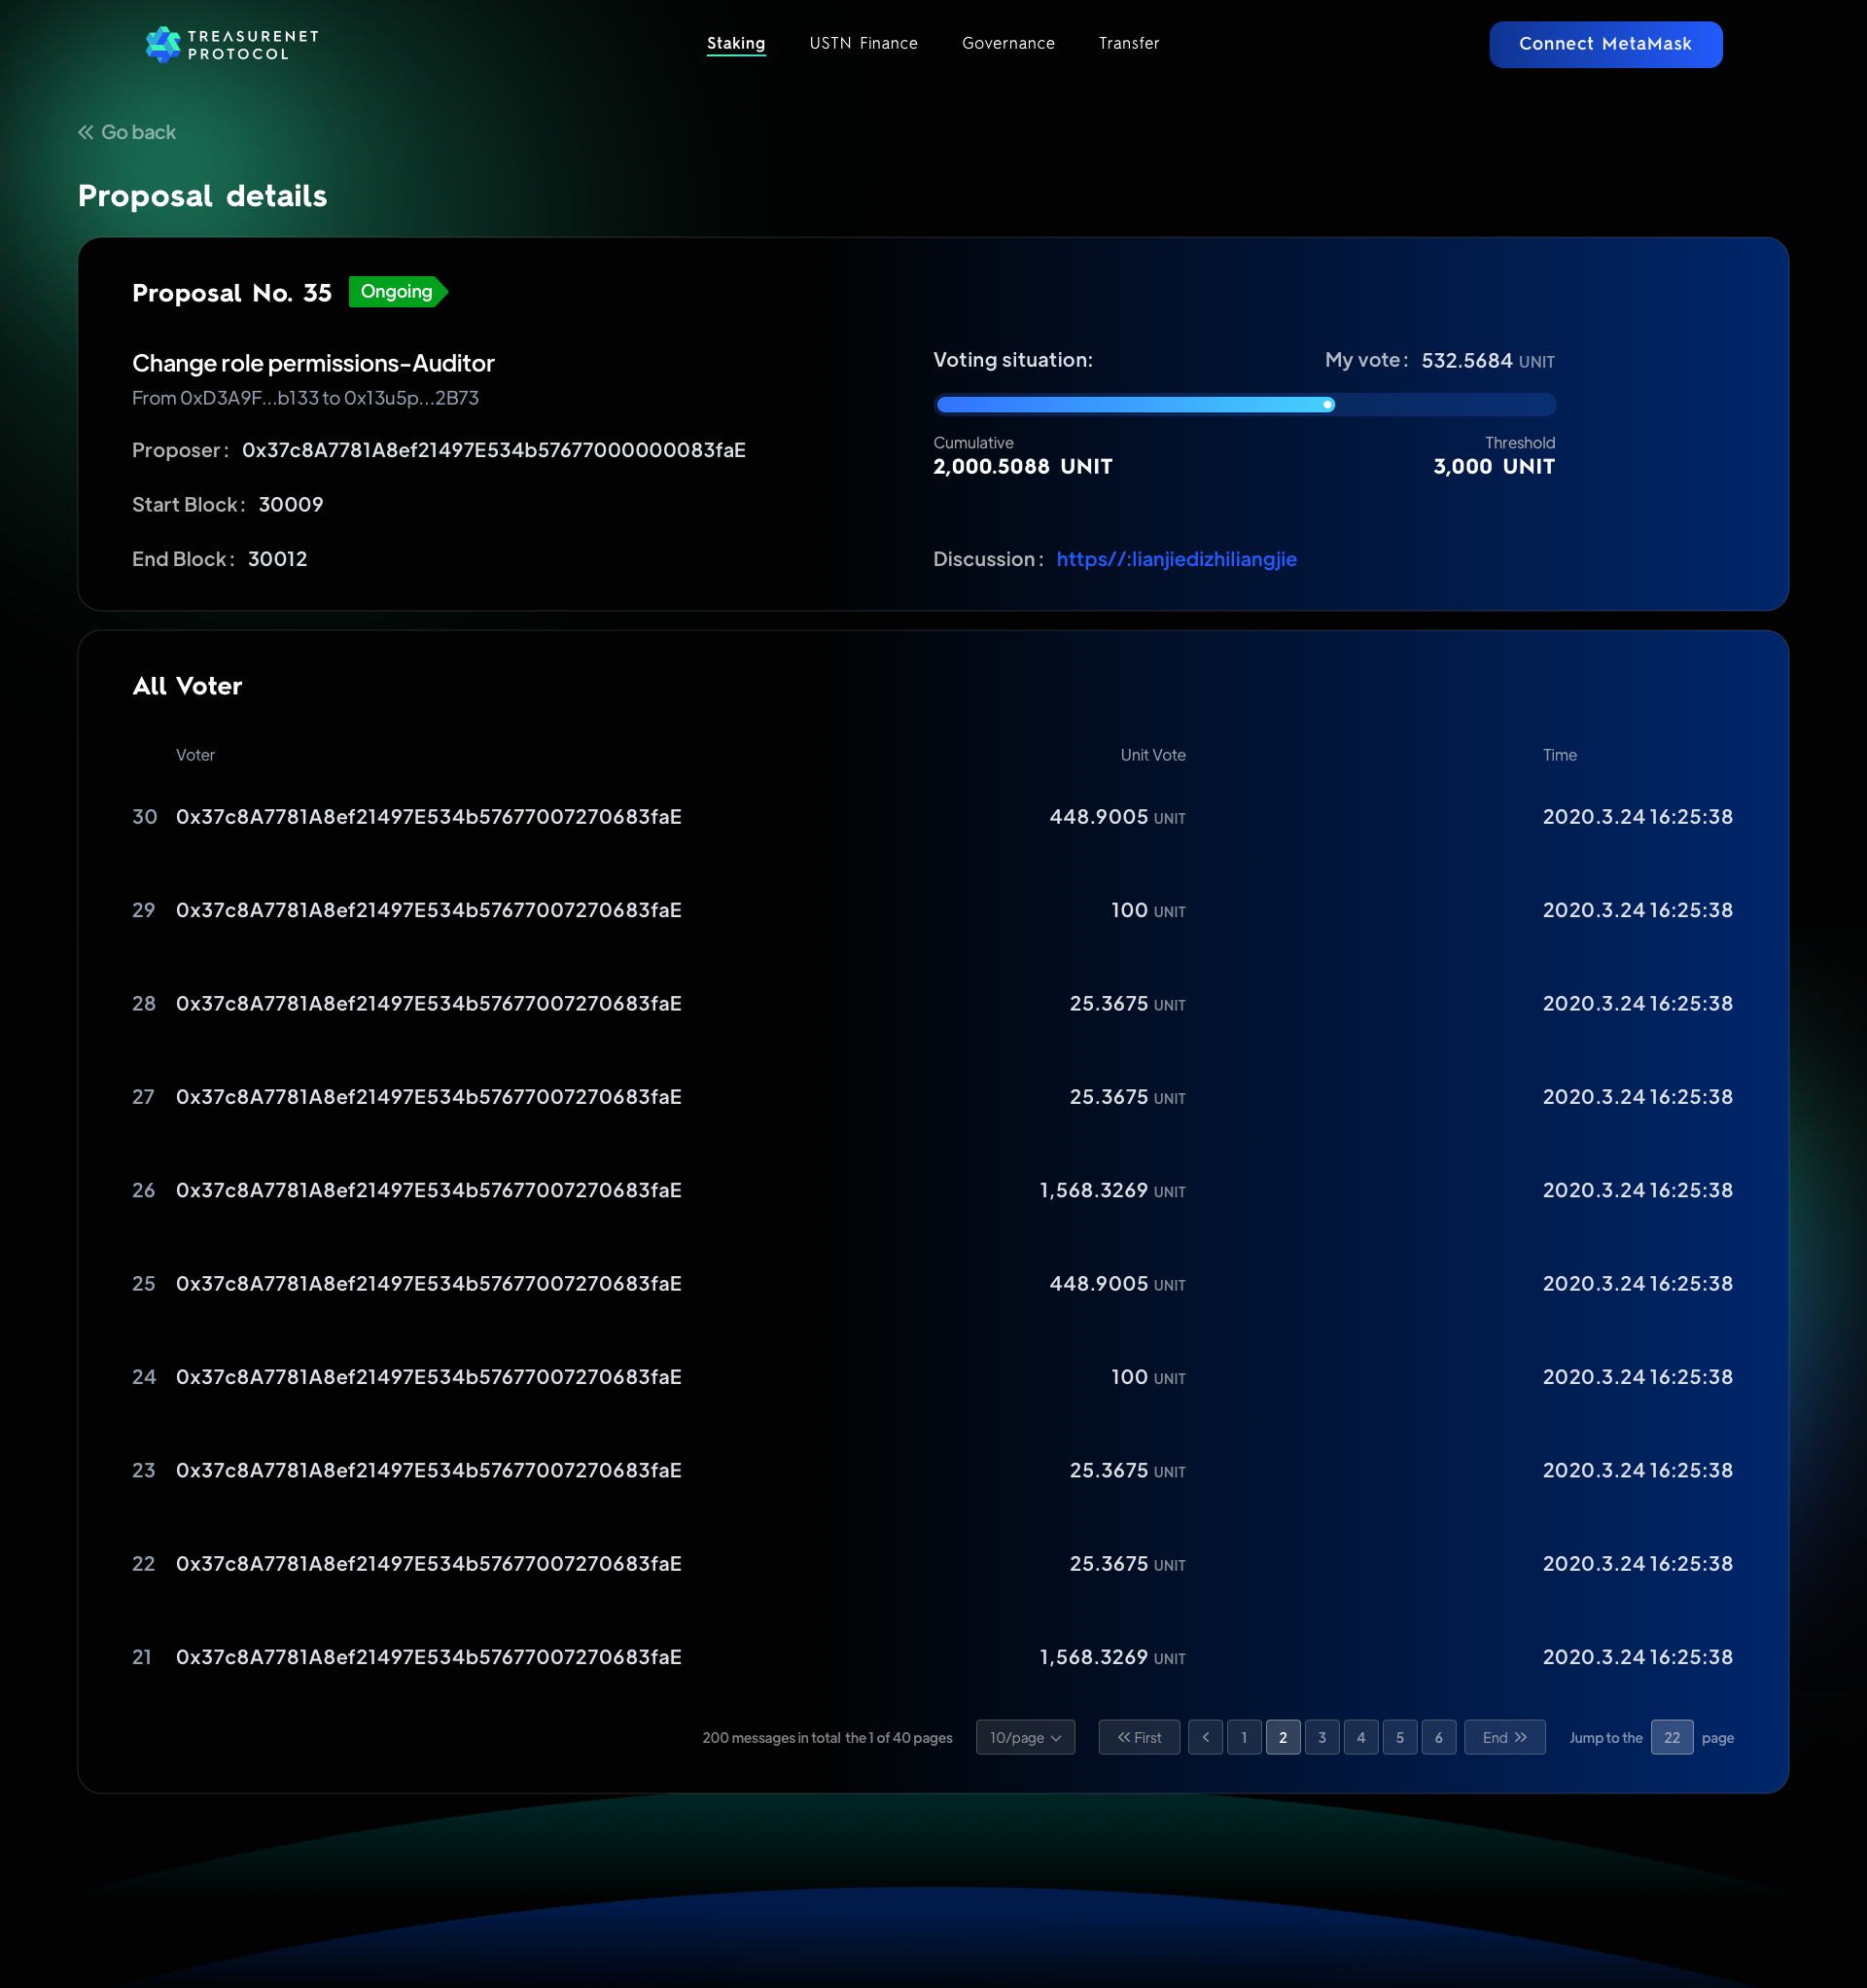 TREASURENET
PROTOCOL
Staking
USTN Finance
Governance
Transfer
Connect MetaMask
Go back
Proposal details
Proposal No. 35
Ongoing
Change role permissions-Auditor
From 0xD3A9F...b133 to 0x13u5p...2B73
Proposer : 0x37c8A7781A8ef21497E534b57677000000083faE
Start Block : 30009
End Block : 30012
Voting situation:
My vote : 532.5684 UNIT
Cumulative
2,000.5088 UNIT
Threshold
3,000 UNIT
Discussion : https//:lianjiedizhiliangjie
All Voter
Voter Unit Vote Time
30 0x37c8A7781A8ef21497E534b57677007270683faE 448.9005 UNIT 2020.3.24 16:25:38
29 0x37c8A7781A8ef21497E534b57677007270683faE 100 UNIT 2020.3.24 16:25:38
28 0x37c8A7781A8ef21497E534b57677007270683faE 25.3675 UNIT 2020.3.24 16:25:38
27 0x37c8A7781A8ef21497E534b57677007270683faE 25.3675 UNIT 2020.3.24 16:25:38
26 0x37c8A7781A8ef21497E534b57677007270683faE 1,568.3269 UNIT 2020.3.24 16:25:38
25 0x37c8A7781A8ef21497E534b57677007270683faE 448.9005 UNIT 2020.3.24 16:25:38
24 0x37c8A7781A8ef21497E534b57677007270683faE 100 UNIT 2020.3.24 16:25:38
23 0x37c8A7781A8ef21497E534b57677007270683faE 25.3675 UNIT 2020.3.24 16:25:38
22 0x37c8A7781A8ef21497E534b57677007270683faE 25.3675 UNIT 2020.3.24 16:25:38
21 0x37c8A7781A8ef21497E534b57677007270683faE 1,568.3269 UNIT 2020.3.24 16:25:38
200 messages in total the 1 of 40 pages 10/page First 1 2 3 4 5 6 End Jump to the 22 page